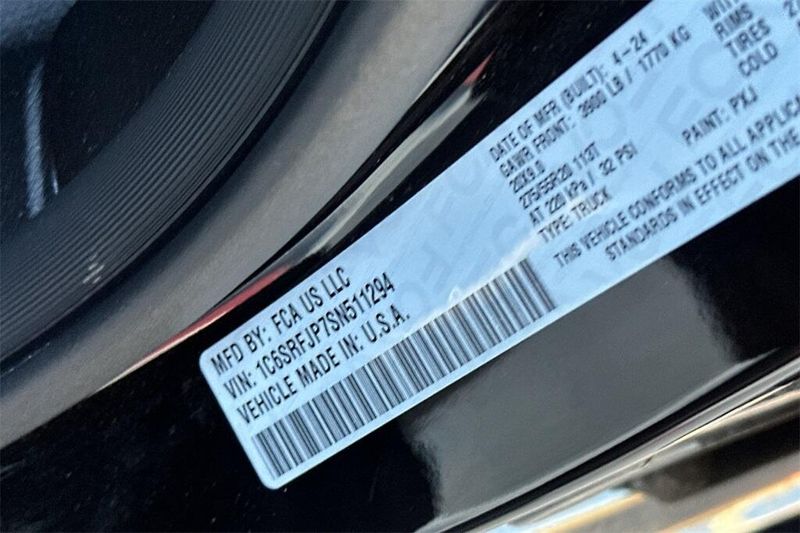 MFD BY: FCA US LLC
VIN: 1C6SRFJP7SN511294
VEHICLE MADE IN: U.S.A.
DATE OF MFR (BUILT): 4-24
GAWR FRONT: 3900 LB / 1770 KG
20X9.0
275/55R20 113T
AT 220 kPa / 32 PSI
TYPE: TRUCK
PAINT: PXJ
THIS VEHICLE CONFORMS TO ALL APPLICA
STANDARDS IN EFFECT ON THE
WITH
RIMS
TIRES
COLD